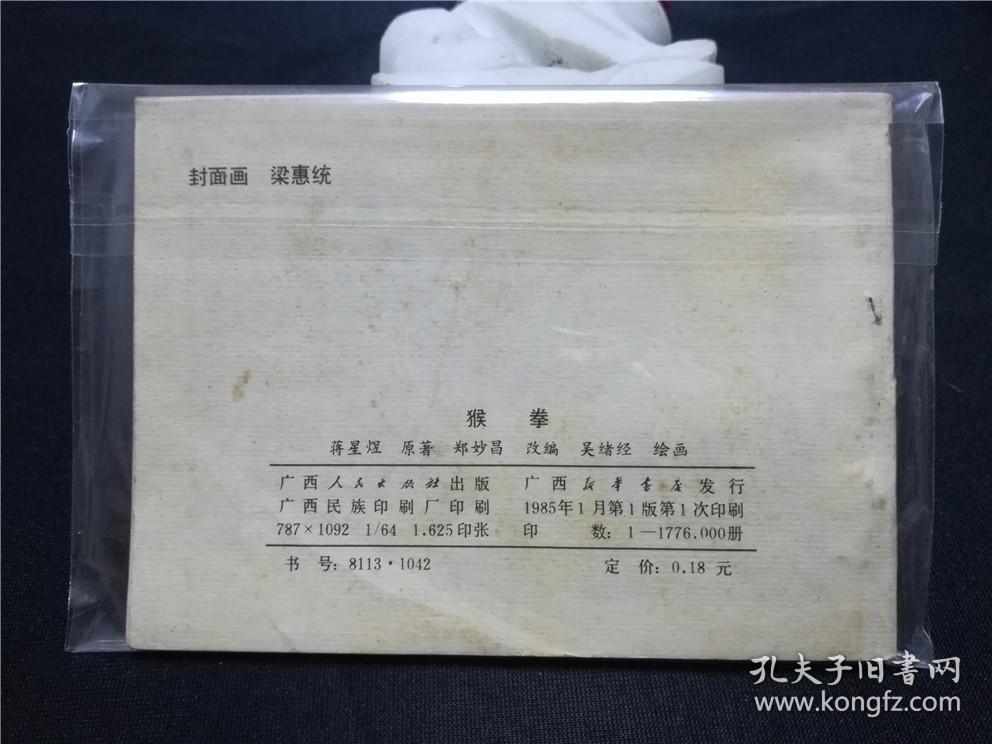 封面画 梁惠统
猴 拳
蒋星煜 原著 郑妙昌 改编 吴绪经 绘画
广西人民出版社出版 广西新华书店发行
广西民族印刷厂印刷 1985年1月第1版第1次印刷
787×1092 1/64 1.625印张 印 数：1—1776,000册
书号：8113·1042 定价：0.18元
孔夫子旧书网
www.kongfz.com